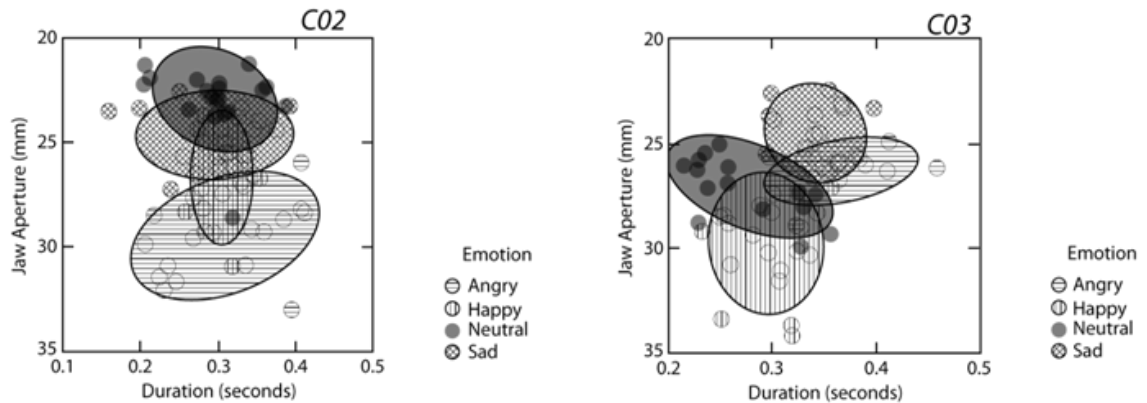 C02
20
25
30
35
0.1
0.2
0.3
0.4
0.5
Jaw Aperture (mm)
Duration (seconds)
Emotion
Angry
Happy
Neutral
Sad
C03
20
25
30
35
0.2
0.3
0.4
0.5
Jaw Aperture (mm)
Duration (seconds)
Emotion
Angry
Happy
Neutral
Sad